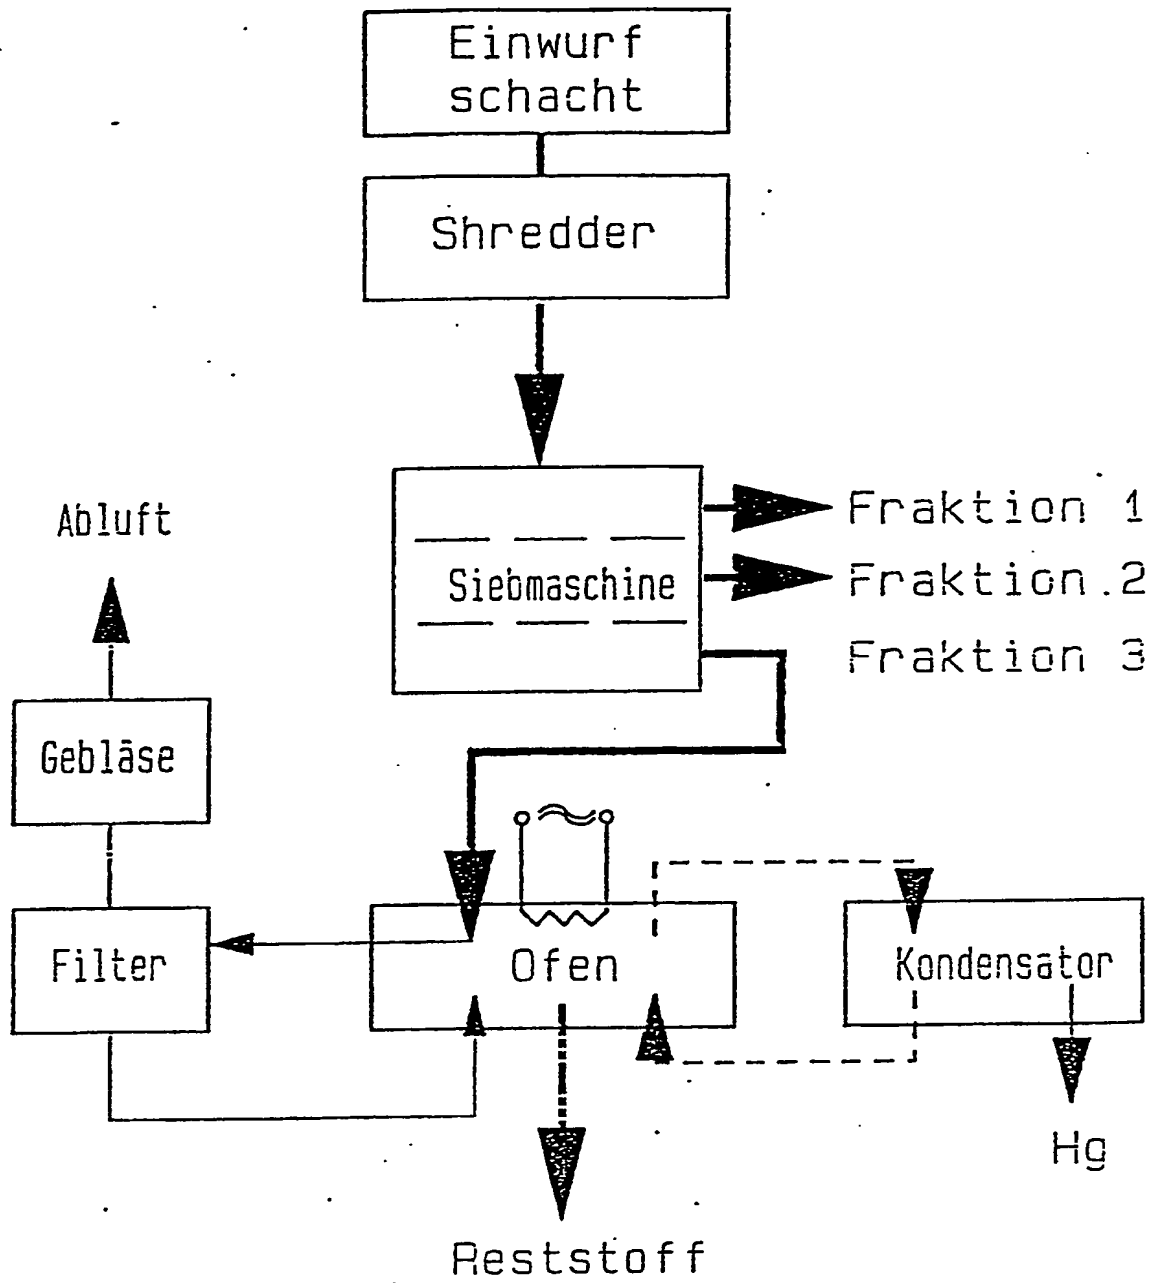 Einwurf
schacht
Shredder
Abluft
Fraktion 1
Siebmaschine
Fraktion 2
Fraktion 3
Gebläse
Filter
Ofen
Kondensator
Hg
Reststoff